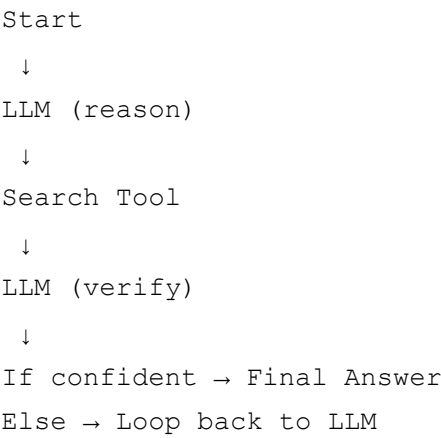 Start
↓
LLM (reason)
↓
Search Tool
↓
LLM (verify)
↓
If confident → Final Answer
Else → Loop back to LLM